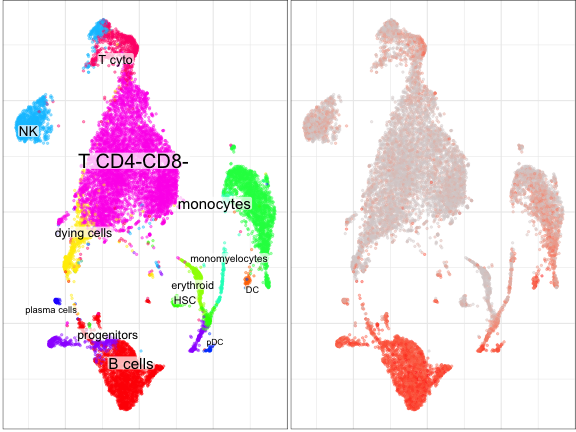 T cyto
NK
T CD4-CD8-
monocytes
dying cells
monomyelocytes
erythroid
DC
HSC
plasma cells
progenitors
pDC
B cells